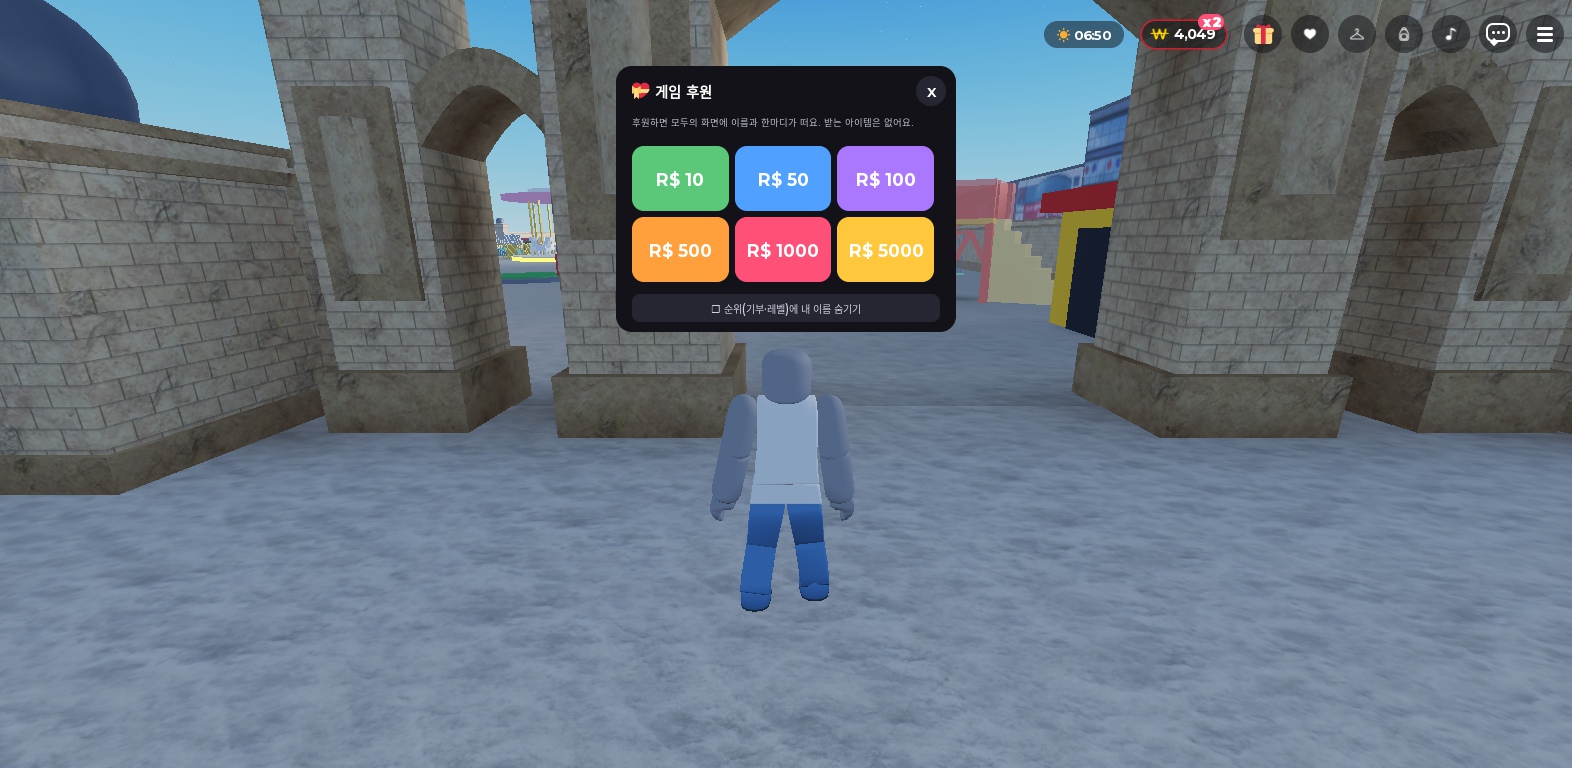 06:50
₩ 4,049
x2
게임 후원
X
후원하면 모두의 화면에 이름과 한마디가 떠요. 받는 아이템은 없어요.
R$ 10
R$ 50
R$ 100
R$ 500
R$ 1000
R$ 5000
☐ 순위(기부·레벨)에 내 이름 숨기기